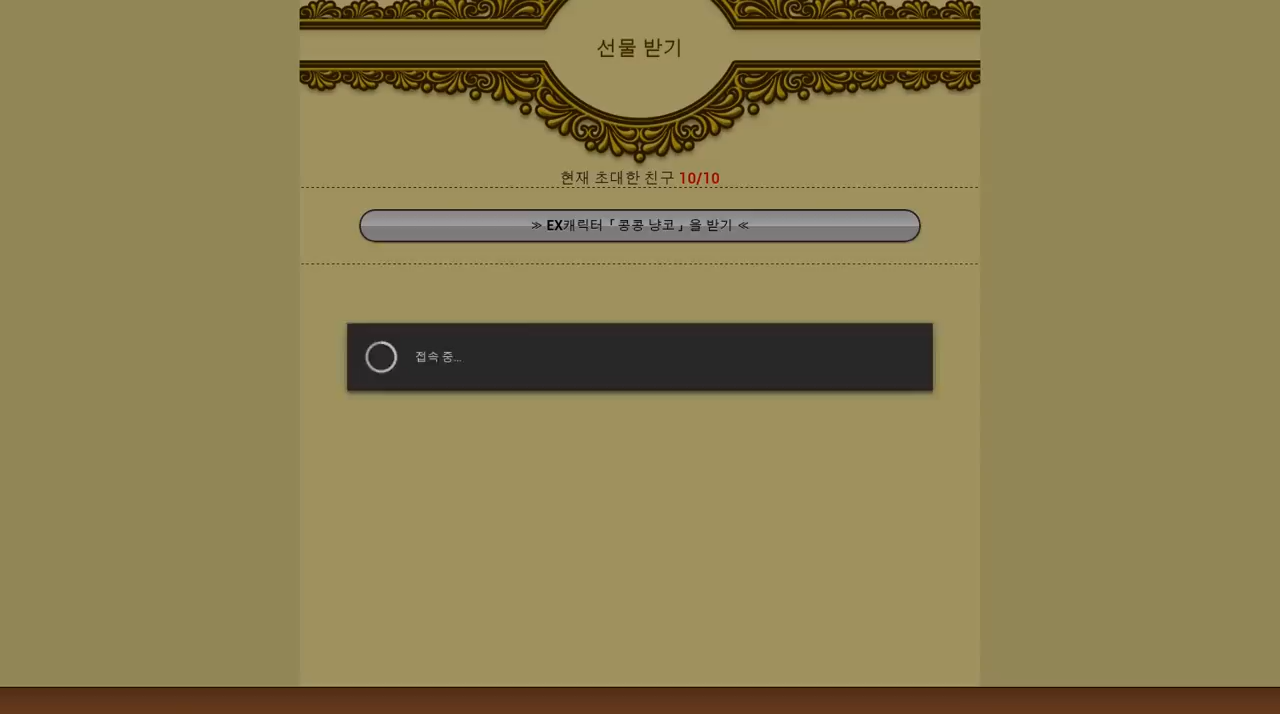 선물 받기
현재 초대한 친구 10/10
≫ EX캐릭터「콩콩 냥코」을 받기 ≪
접속 중...